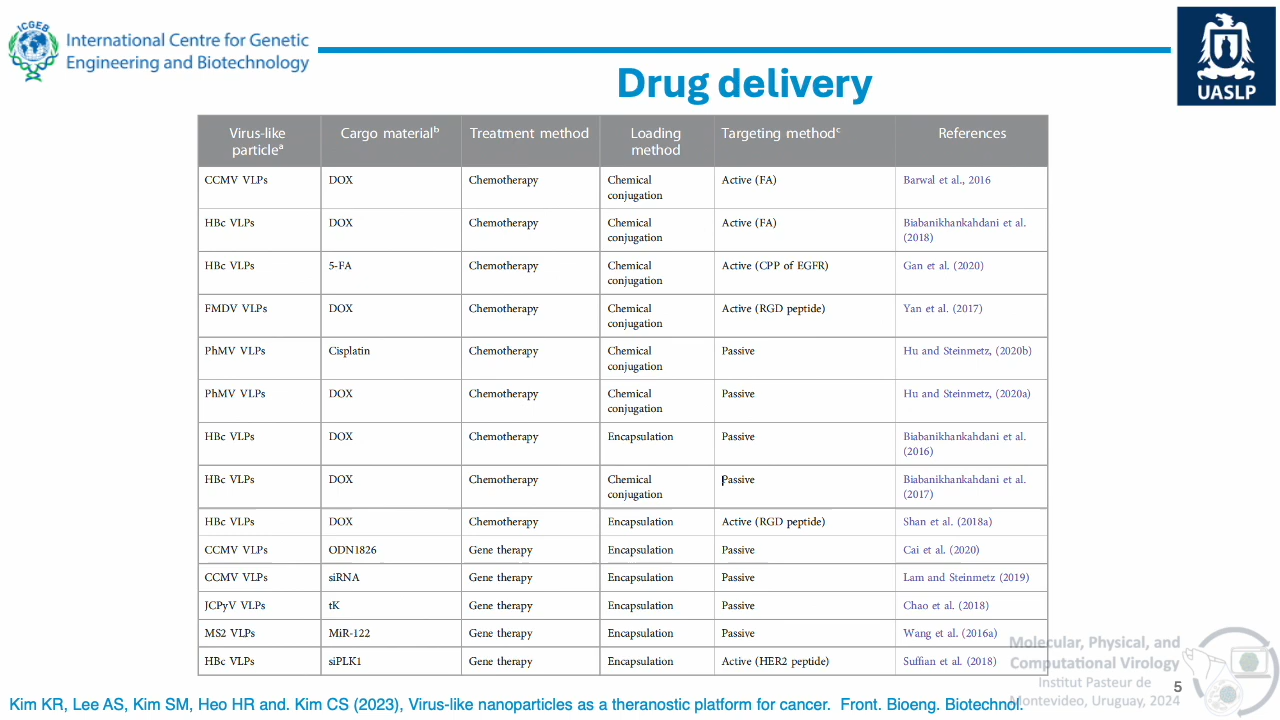 ICGEB
International Centre for Genetic
Engineering and Biotechnology
UASLP
Drug delivery
Virus-like particleᵃ Cargo materialᵇ Treatment method Loading method Targeting methodᶜ References
CCMV VLPs DOX Chemotherapy Chemical conjugation Active (FA) Barwal et al., 2016
HBc VLPs DOX Chemotherapy Chemical conjugation Active (FA) Biabanikhankahdani et al. (2018)
HBc VLPs 5-FA Chemotherapy Chemical conjugation Active (CPP of EGFR) Gan et al. (2020)
FMDV VLPs DOX Chemotherapy Chemical conjugation Active (RGD peptide) Yan et al. (2017)
PhMV VLPs Cisplatin Chemotherapy Chemical conjugation Passive Hu and Steinmetz, (2020b)
PhMV VLPs DOX Chemotherapy Chemical conjugation Passive Hu and Steinmetz, (2020a)
HBc VLPs DOX Chemotherapy Encapsulation Passive Biabanikhankahdani et al. (2016)
HBc VLPs DOX Chemotherapy Chemical conjugation Passive Biabanikhankahdani et al. (2017)
HBc VLPs DOX Shemotherapy Encapsulation Active (RGD peptide) Shan et al. (2018a)
CCMV VLPs ODN1826 Gene therapy Encapsulation Passive Cai et al. (2020)
CCMV VLPs siRNA Gene therapy Encapsulation Passive Lam and Steinmetz (2019)
JCPyV VLPs tK Gene therapy Encapsulation Passive Chao et al. (2018)
MS2 VLPs MiR-122 Gene therapy Encapsulation Passive Wang et al. (2016a)
HBc VLPs siPLK1 Gene therapy Encapsulation Active (HER2 peptide) Suffian et al. (2018)
Molecular, Physical, and
Computational Virology
Institut Pasteur de
Montevideo, Uruguay, 2024
5
Kim KR, Lee AS, Kim SM, Heo HR and. Kim CS (2023), Virus-like nanoparticles as a theranostic platform for cancer. Front. Bioeng. Biotechnol.